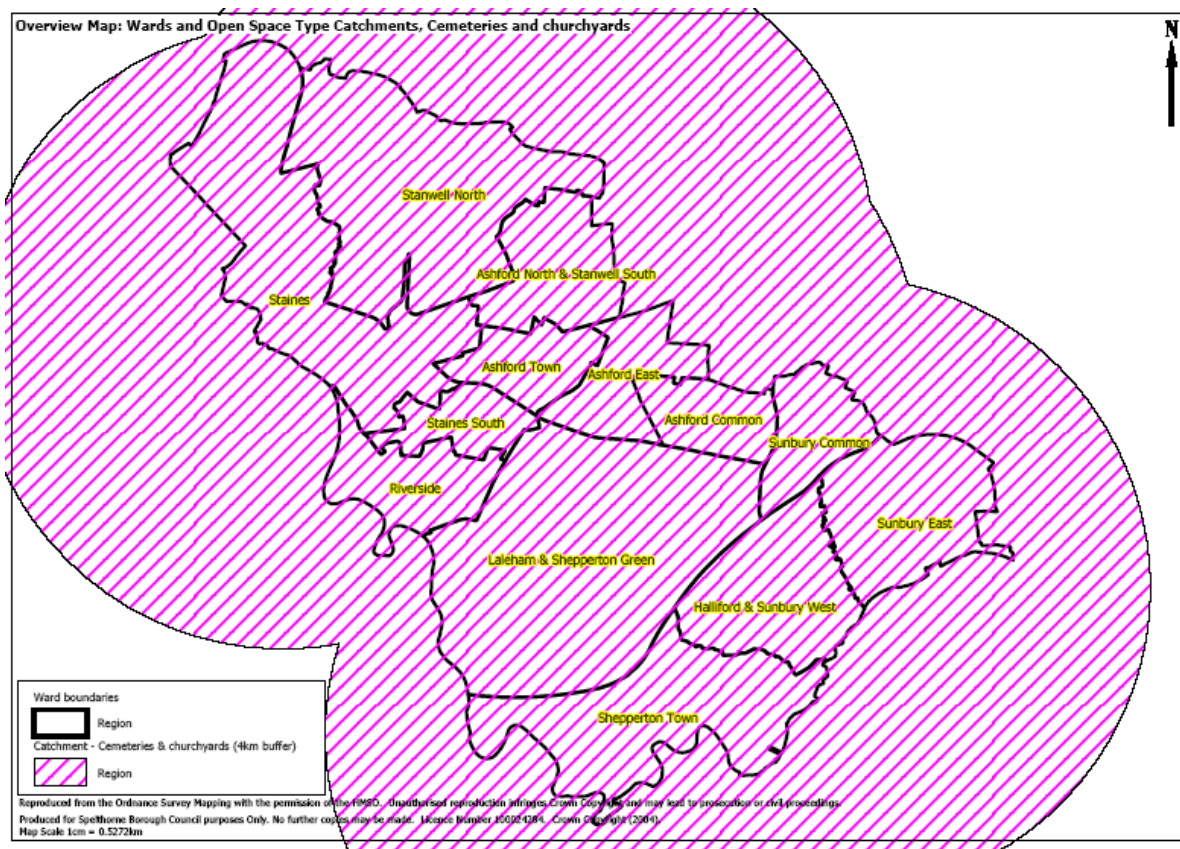 Overview Map: Wards and Open Space Type Catchments, Cemeteries and churchyards
N
Stanwell North
Ashford North & Stanwell South
Staines
Ashford Town
Ashford East
Staines South
Ashford Common
Sunbury Common
Riverside
Sunbury East
Laleham & Shepperton Green
Halliford & Sunbury West
Shepperton Town
Ward boundaries
Region
Catchment - Cemeteries & churchyards (4km buffer)
Region
Reproduced from the Ordnance Survey Mapping with the permission of the HMSO. Unauthorised reproduction infringes Crown Copyright and may lead to prosecution or civil proceedings.
Produced for Spelthorne Borough Council purposes Only. No further copies may be made. Licence Number 100024284. Crown Copyright (2004).
Map Scale 1cm = 0.5272km